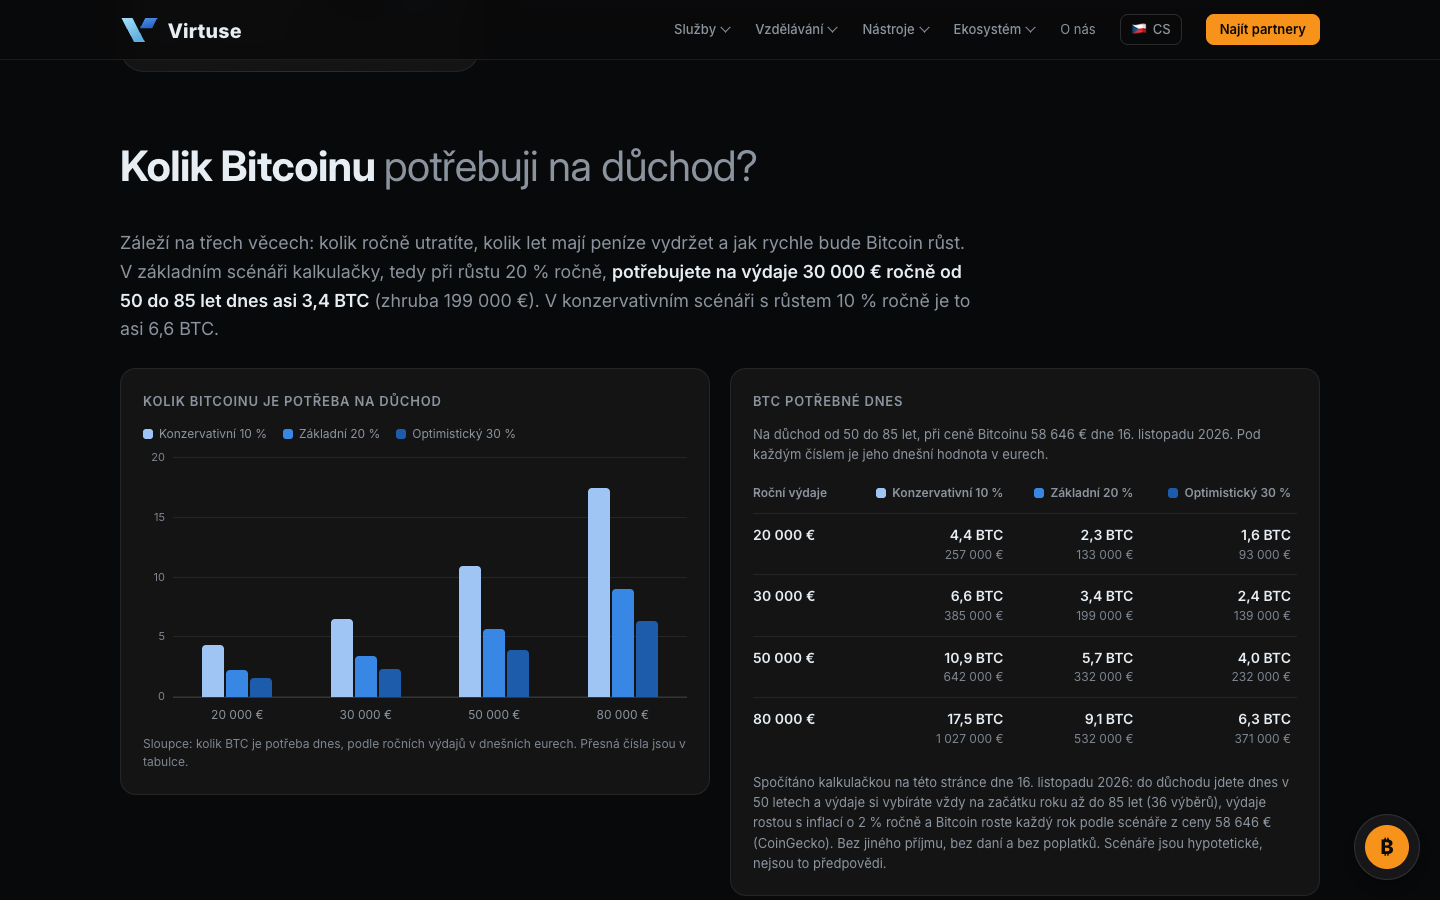 Virtuse
Služby
Vzdělávání
Nástroje
Ekosystém
O nás
CS
Najít partnery
Kolik Bitcoinu potřebuji na důchod?
Záleží na třech věcech: kolik ročně utratíte, kolik let mají peníze vydržet a jak rychle bude Bitcoin růst.
V základním scénáři kalkulačky, tedy při růstu 20 % ročně, potřebujete na výdaje 30 000 € ročně od
50 do 85 let dnes asi 3,4 BTC (zhruba 199 000 €). V konzervativním scénáři s růstem 10 % ročně je to
asi 6,6 BTC.
KOLIK BITCOINU JE POTŘEBA NA DŮCHOD
Konzervativní 10 % Základní 20 % Optimistický 30 %
20
15
10
5
0
20 000 € 30 000 € 50 000 € 80 000 €
Sloupce: kolik BTC je potřeba dnes, podle ročních výdajů v dnešních eurech. Přesná čísla jsou v
tabulce.
BTC POTŘEBNÉ DNES
Na důchod od 50 do 85 let, při ceně Bitcoinu 58 646 € dne 16. listopadu 2026. Pod
každým číslem je jeho dnešní hodnota v eurech.
Roční výdaje Konzervativní 10 % Základní 20 % Optimistický 30 %
20 000 € 4,4 BTC 2,3 BTC 1,6 BTC
257 000 € 133 000 € 93 000 €
30 000 € 6,6 BTC 3,4 BTC 2,4 BTC
385 000 € 199 000 € 139 000 €
50 000 € 10,9 BTC 5,7 BTC 4,0 BTC
642 000 € 332 000 € 232 000 €
80 000 € 17,5 BTC 9,1 BTC 6,3 BTC
1 027 000 € 532 000 € 371 000 €
Spočítáno kalkulačkou na této stránce dne 16. listopadu 2026: do důchodu jdete dnes v
50 letech a výdaje si vybíráte vždy na začátku roku až do 85 let (36 výběrů), výdaje
rostou s inflací o 2 % ročně a Bitcoin roste každý rok podle scénáře z ceny 58 646 €
(CoinGecko). Bez jiného příjmu, bez daní a bez poplatků. Scénáře jsou hypotetické,
nejsou to předpovědi.